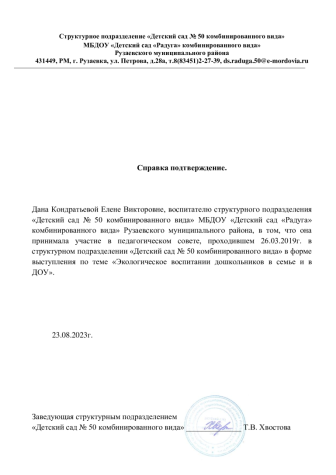 Структурное подразделение «Детский сад № 50 комбинированного вида»
МБДОУ «Детский сад «Радуга» комбинированного вида»
Рузаевского муниципального района
431449, РМ, г. Рузаевка, ул. Петрова, д.28а, т.8(83451)2-27-39, ds.raduga.50@e-mordovia.ru
Справка подтверждение.
Дана Кондратьевой Елене Викторовне, воспитателю структурного подразделения
«Детский сад № 50 комбинированного вида» МБДОУ «Детский сад «Радуга»
комбинированного вида» Рузаевского муниципального района, в том, что она
принимала участие в педагогическом совете, проходившем 26.03.2019г. в
структурном подразделении «Детский сад № 50 комбинированного вида» в форме
выступления по теме «Экологическое воспитании дошкольников в семье и в
ДОУ».
23.08.2023г.
Заведующая структурным подразделением
«Детский сад № 50 комбинированного вида» Т.В. Хвостова